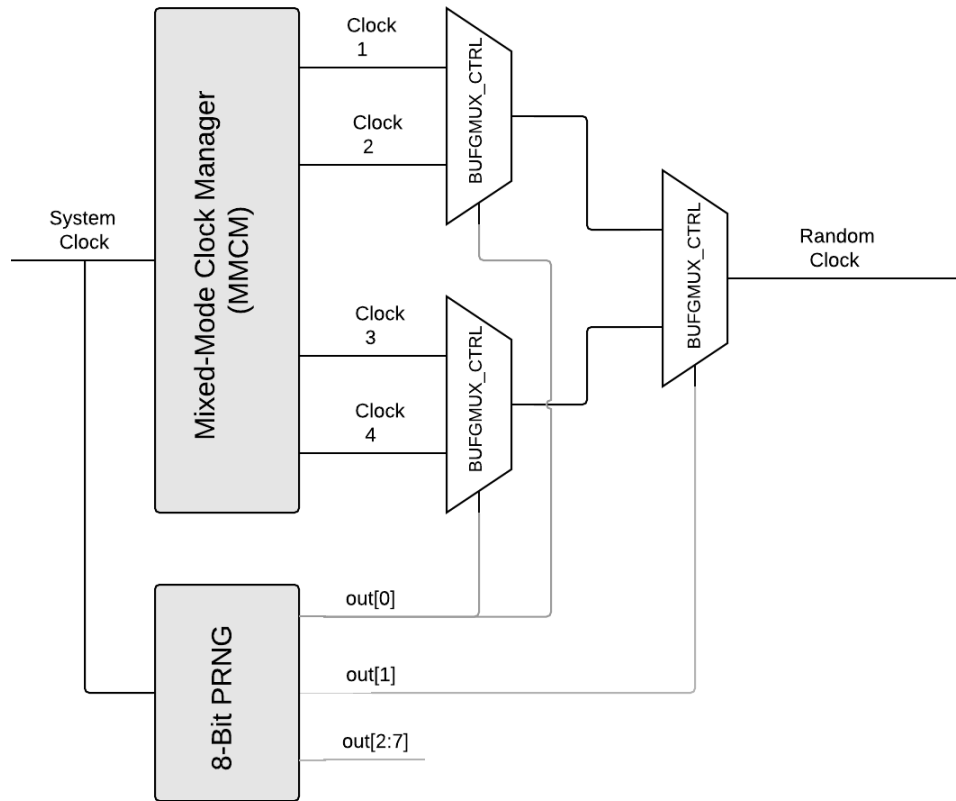 Clock
1
Clock
2
BUFGMUX_CTRL
Mixed-Mode Clock Manager
(MMCM)
System
Clock
BUFGMUX_CTRL
Random
Clock
Clock
3
Clock
4
BUFGMUX_CTRL
8-Bit PRNG
out[0]
out[1]
out[2:7]